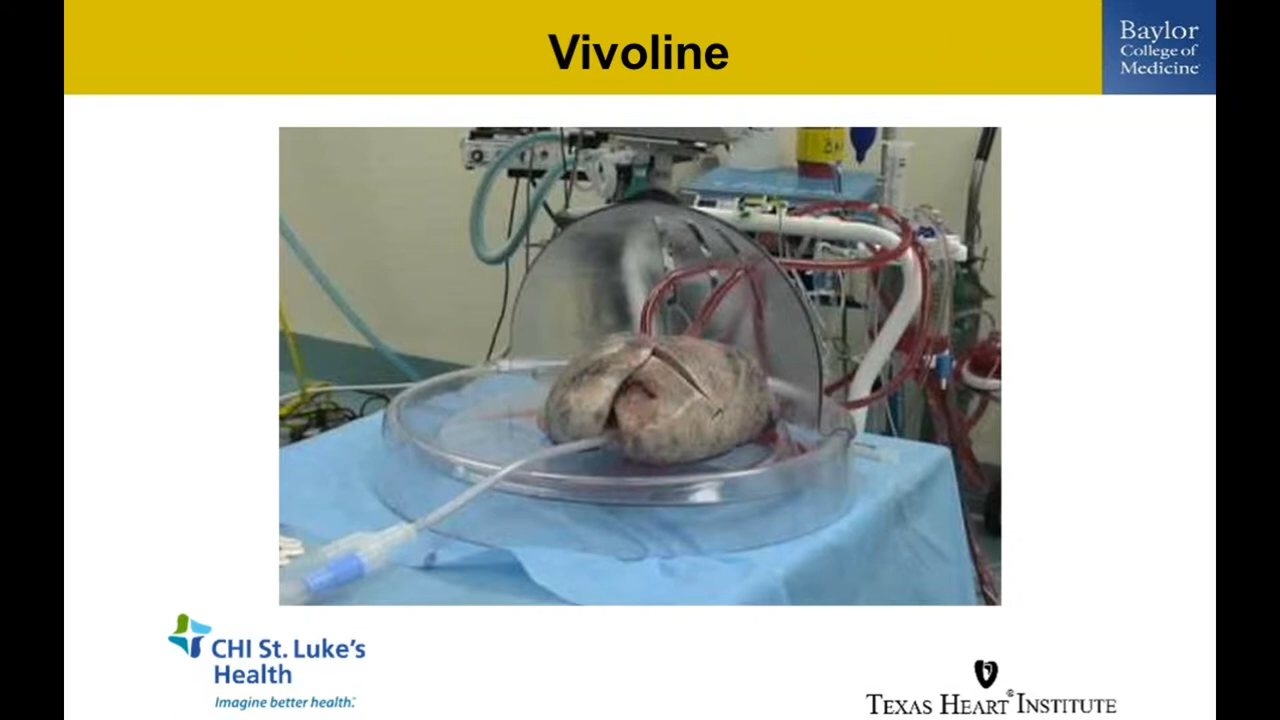 Vivoline
Baylor
College of
Medicine
CHI St. Luke's
Health
Imagine better health.
TEXAS HEART® INSTITUTE